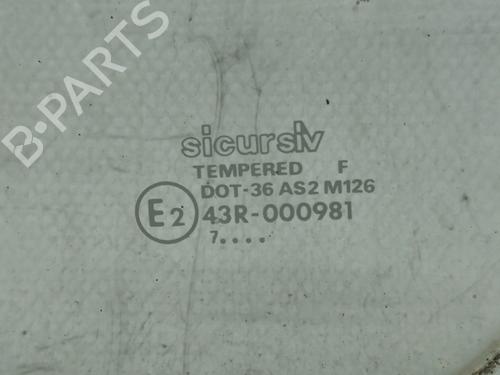 B-PARTS
sicursiv
TEMPERED F
DOT-36 AS2 M126
E2 43R-000981
7....